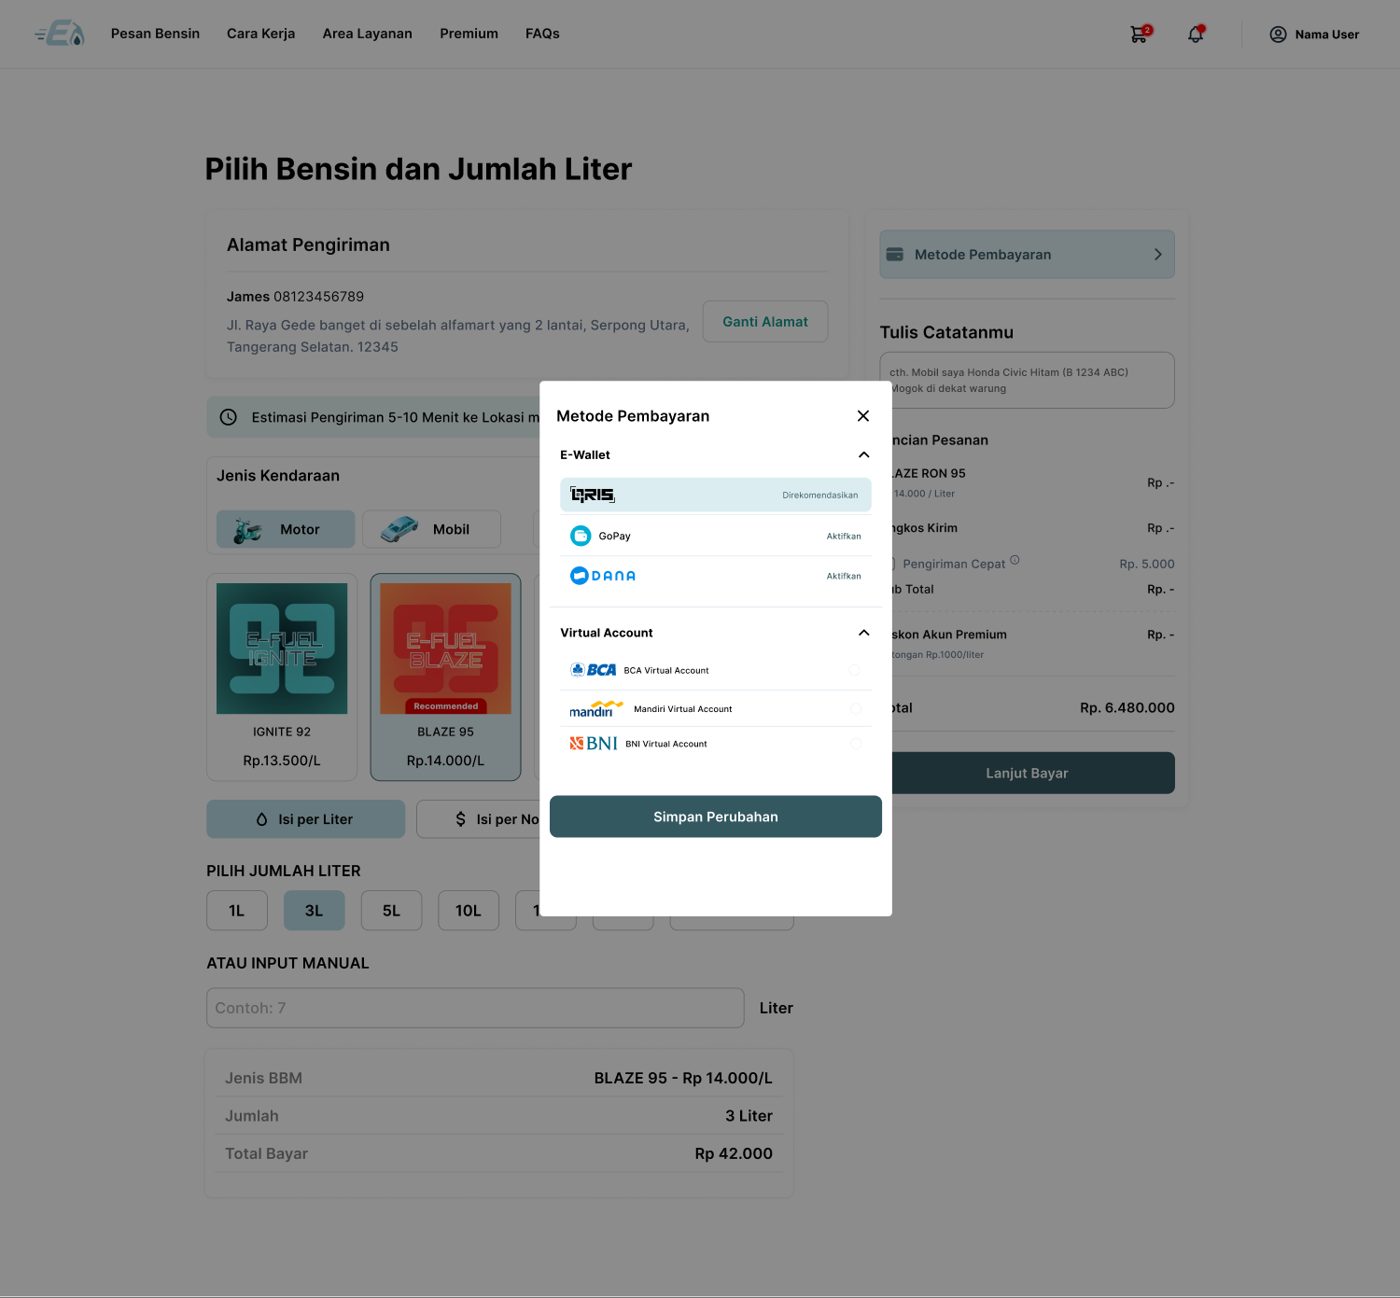 Pesan Bensin
Cara Kerja
Area Layanan
Premium
FAQs
2
Nama User
Pilih Bensin dan Jumlah Liter
Alamat Pengiriman
James 08123456789
Jl. Raya Gede banget di sebelah alfamart yang 2 lantai, Serpong Utara,
Tangerang Selatan. 12345
Ganti Alamat
Estimasi Pengiriman 5-10 Menit ke Lokasi
Jenis Kendaraan
Motor
Mobil
E-FUEL
IGNITE
IGNITE 92
Rp.13.500/L
E-FUEL
BLAZE
Recommended
BLAZE 95
Rp.14.000/L
Isi per Liter
Isi per No
PILIH JUMLAH LITER
1L
3L
5L
10L
1
ATAU INPUT MANUAL
Contoh: 7
Liter
Jenis BBM
BLAZE 95 - Rp 14.000/L
Jumlah
3 Liter
Total Bayar
Rp 42.000
Metode Pembayaran
E-Wallet
QRIS
Direkomendasikan
GoPay
Aktifkan
DANA
Aktifkan
Virtual Account
BCA
BCA Virtual Account
mandiri
Mandiri Virtual Account
BNI
BNI Virtual Account
Simpan Perubahan
Metode Pembayaran
Tulis Catatanmu
cth. Mobil saya Honda Civic Hitam (B 1234 ABC)
Mogok di dekat warung
ncian Pesanan
LAZE RON 95
14.000 / Liter
Rp .-
ngkos Kirim
Rp .-
Pengiriman Cepat
Rp. 5.000
b Total
Rp. -
skon Akun Premium
Rp. -
tongan Rp.1000/liter
otal
Rp. 6.480.000
Lanjut Bayar